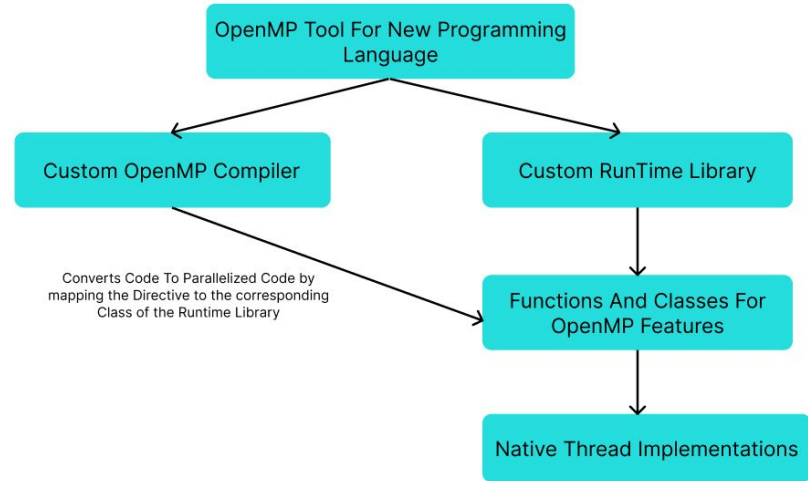 OpenMP Tool For New Programming
Language
Custom OpenMP Compiler
Custom RunTime Library
Converts Code To Parallelized Code by
mapping the Directive to the corresponding
Class of the Runtime Library
Functions And Classes For
OpenMP Features
Native Thread Implementations